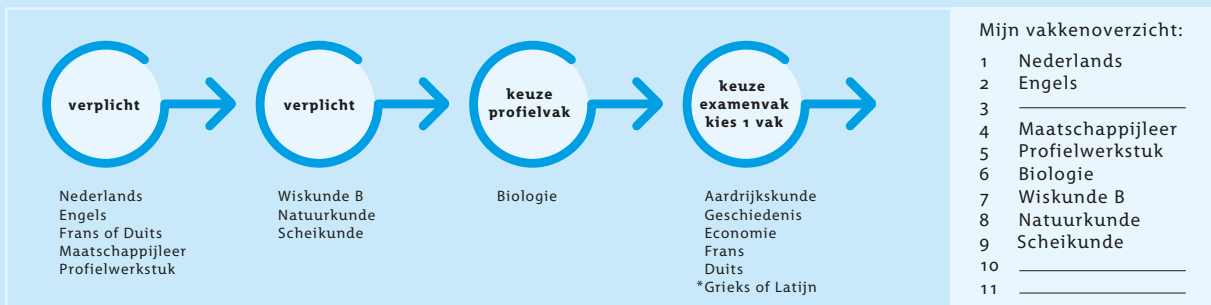 verplicht
Nederlands
Engels
Frans of Duits
Maatschappijleer
Profielwerkstuk
verplicht
Wiskunde B
Natuurkunde
Scheikunde
keuze
profielvak
Biologie
keuze
examenvak
kies 1 vak
Aardrijkskunde
Geschiedenis
Economie
Frans
Duits
*Grieks of Latijn
Mijn vakkenoverzicht:
1 Nederlands
2 Engels
3
4 Maatschappijleer
5 Profielwerkstuk
6 Biologie
7 Wiskunde B
8 Natuurkunde
9 Scheikunde
10
11